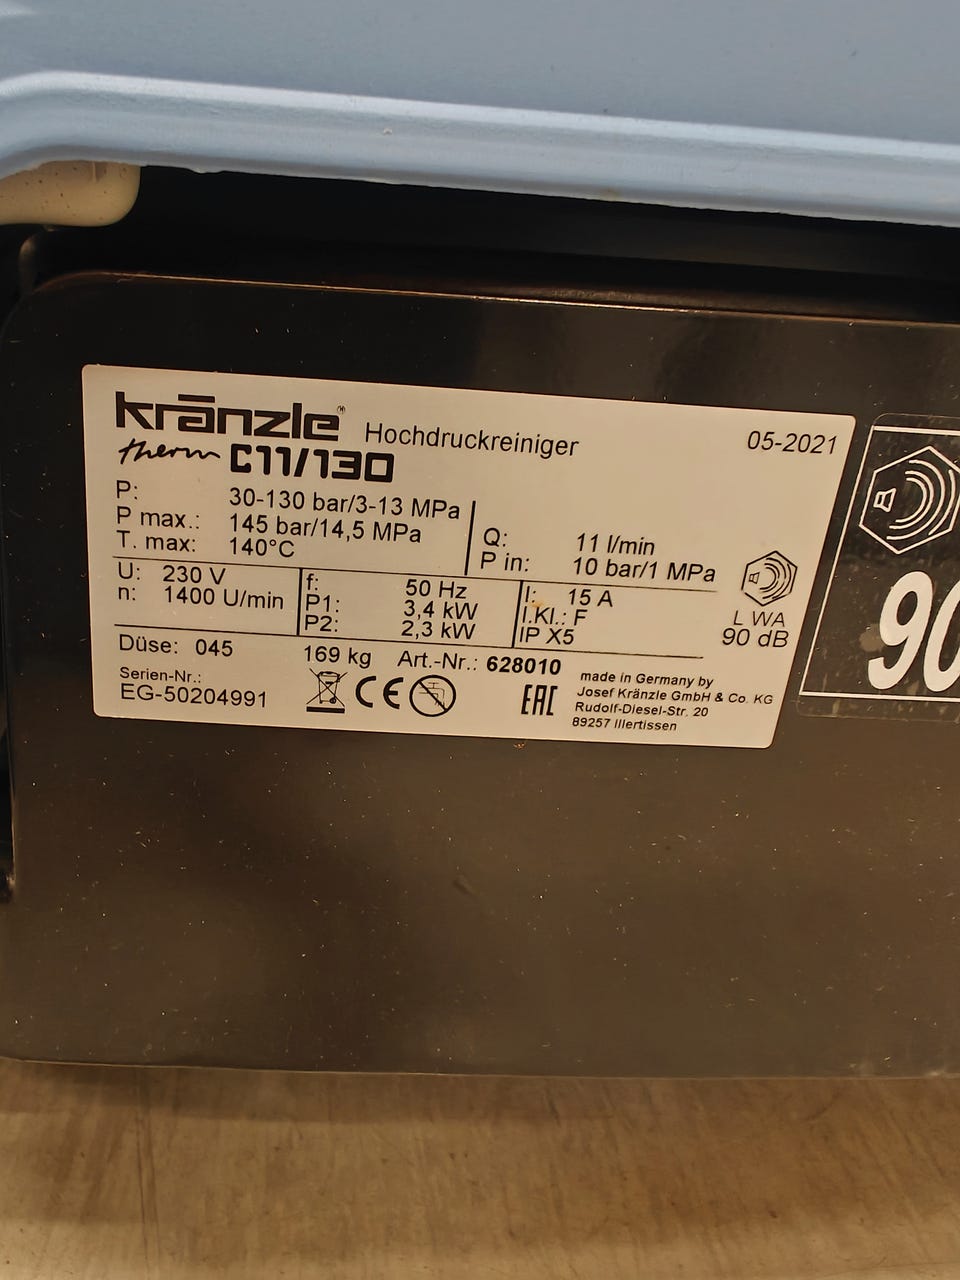 kränzle® Hochdruckreiniger 05-2021
therm C11/130
P: 30-130 bar/3-13 MPa
P max.: 145 bar/14,5 MPa
T. max: 140°C
Q: 11 l/min
P in: 10 bar/1 MPa
U: 230 V
n: 1400 U/min
f: 50 Hz
P1: 3,4 kW
P2: 2,3 kW
I: 15 A
I.Kl.: F
IP X5
L WA
90 dB
Düse: 045 169 kg Art.-Nr.: 628010
Serien-Nr.:
EG-50204991
CE
EAC
made in Germany by
Josef Kränzle GmbH & Co. KG
Rudolf-Diesel-Str. 20
89257 Illertissen
90